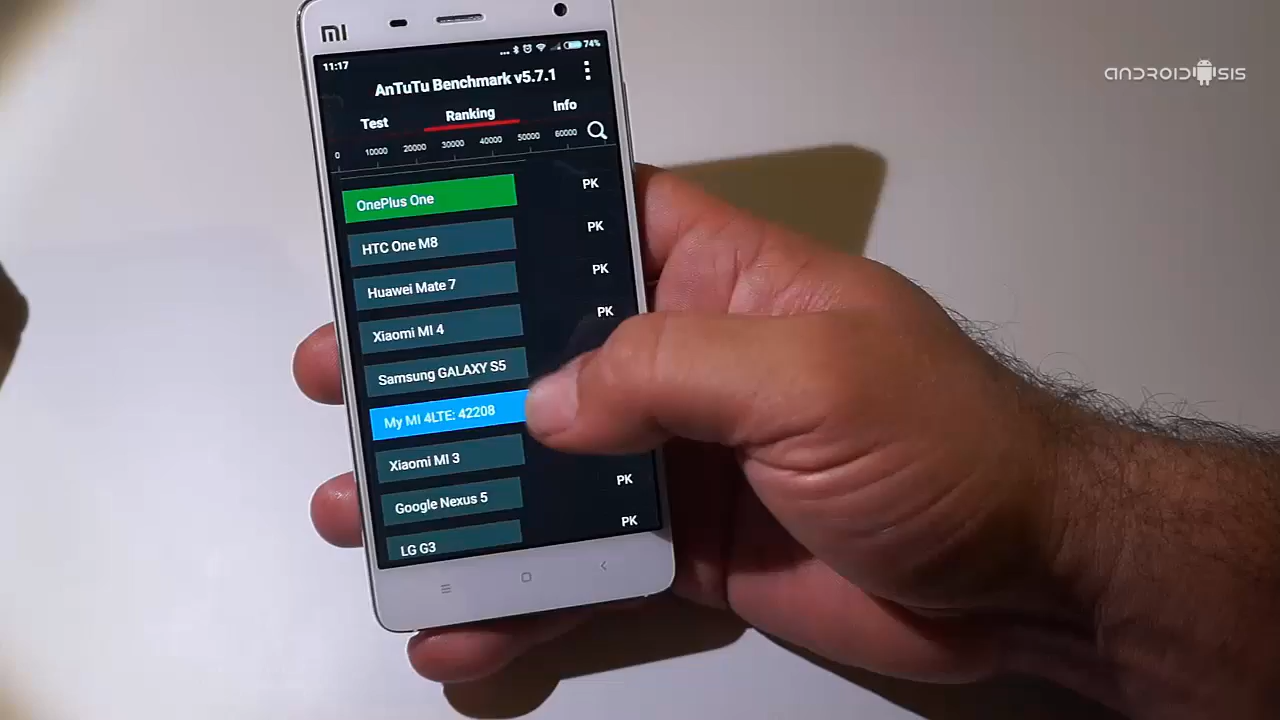 MI
ANDROIDSIS
11:17 ... 74%
AnTuTu Benchmark v5.7.1
Test Ranking Info
0 10000 20000 30000 40000 50000 60000
OnePlus One PK
HTC One M8 PK
Huawei Mate 7 PK
Xiaomi MI 4 PK
Samsung GALAXY S5
My MI 4LTE: 42208
Xiaomi MI 3
Google Nexus 5 PK
LG G3 PK